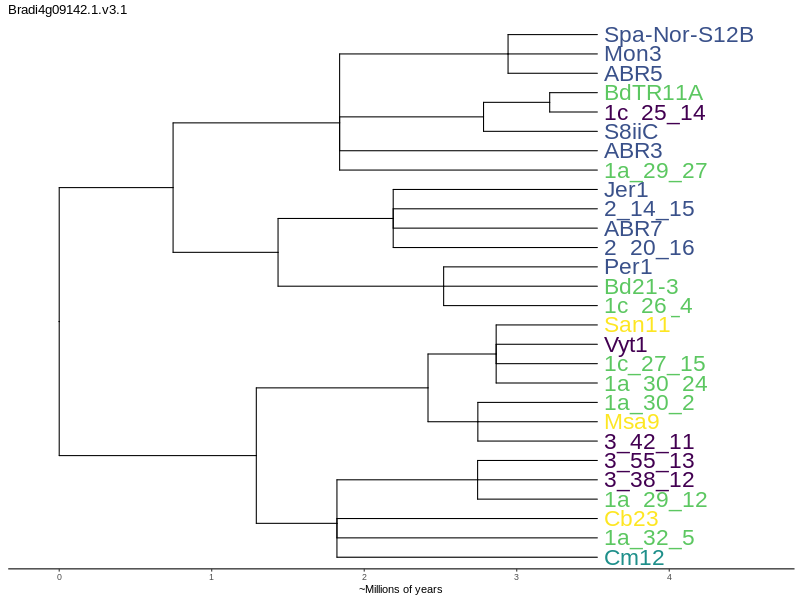 Bradi4g09142.1.v3.1
Spa-Nor-S12B
Mon3
ABR5
BdTR11A
1c_25_14
S8iiC
ABR3
1a_29_27
Jer1
2_14_15
ABR7
2_20_16
Per1
Bd21-3
1c_26_4
San11
Vyt1
1c_27_15
1a_30_24
1a_30_2
Msa9
3_42_11
3_55_13
3_38_12
1a_29_12
Cb23
1a_32_5
Cm12
0 1 2 3 4
~Millions of years